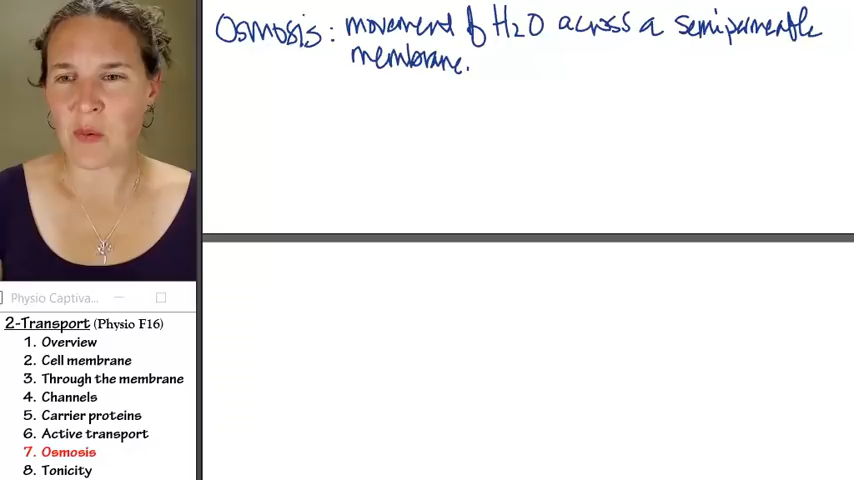 Osmosis: movement of H2O across a semipermeable
membrane.
Physio Captiva...
2-Transport (Physio F16)
1. Overview
2. Cell membrane
3. Through the membrane
4. Channels
5. Carrier proteins
6. Active transport
7. Osmosis
8. Tonicity